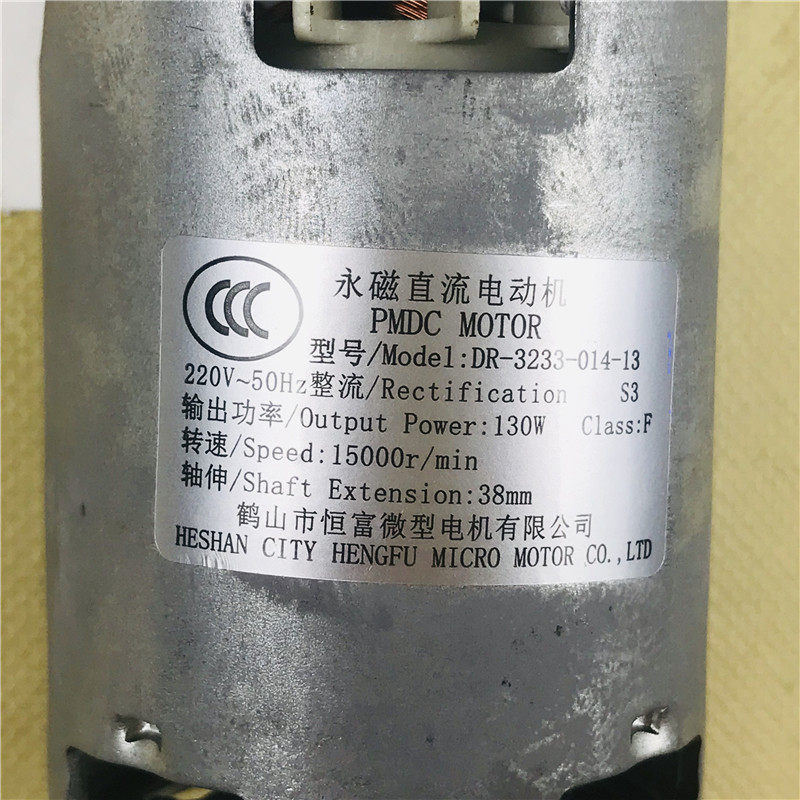 CCC
永磁直流电动机
PMDC MOTOR
型号/Model:DR-3233-014-13
220V~50Hz整流/Rectification S3
输出功率/Output Power:130W Class:F
转速/Speed:15000r/min
轴伸/Shaft Extension:38mm
鹤山市恒富微型电机有限公司
HESHAN CITY HENGFU MICRO MOTOR CO.,LTD